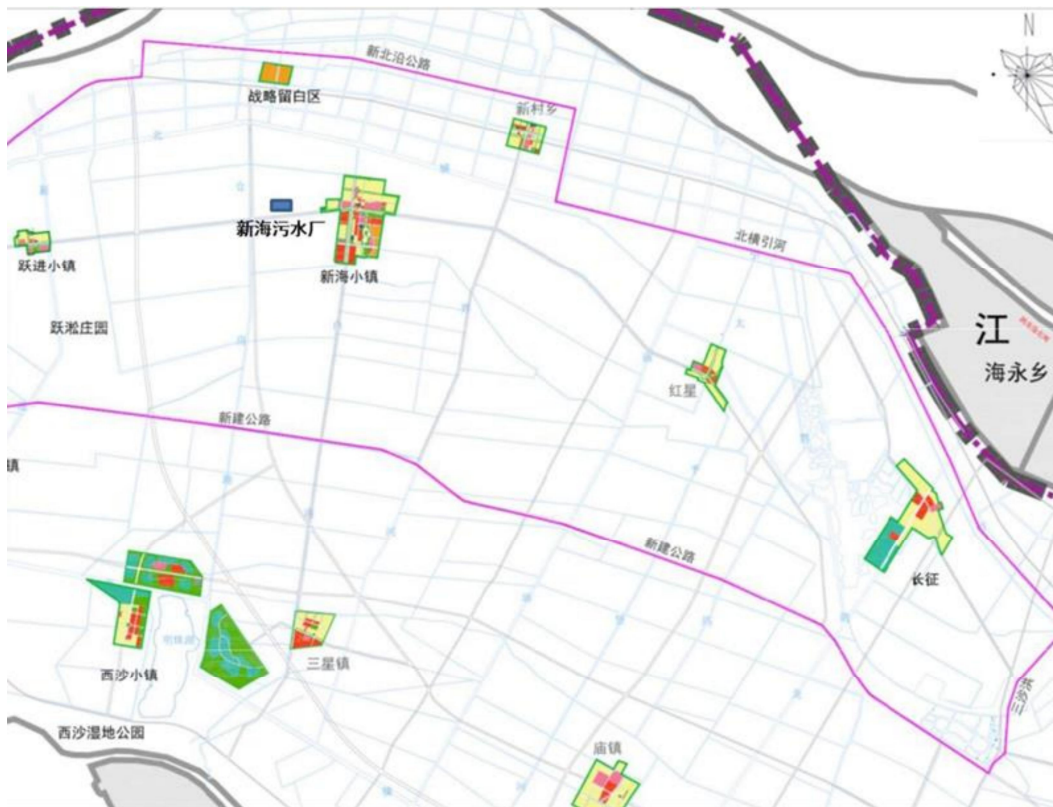 N
新北沿公路
战略留白区
新村乡
新海污水厂
北横引河
跃进小镇
新海小镇
江
跃淞庄园
海永乡
红星
新建公路
镇
新建公路
长征
明珠湖
三星镇
西沙小镇
西沙湿地公园
庙镇